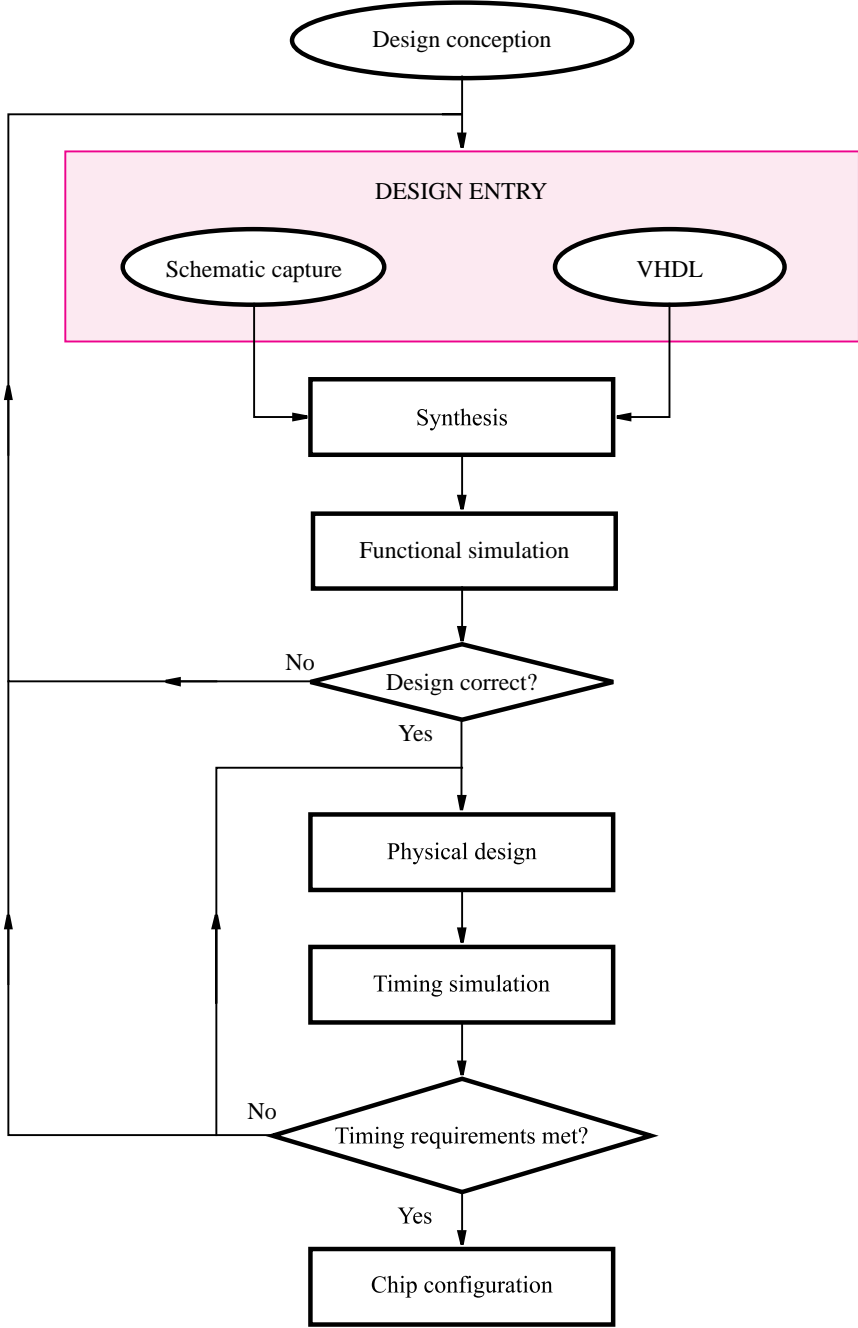 Design conception
DESIGN ENTRY
Schematic capture
VHDL
Synthesis
Functional simulation
No
Design correct?
Yes
Physical design
Timing simulation
No
Timing requirements met?
Yes
Chip configuration